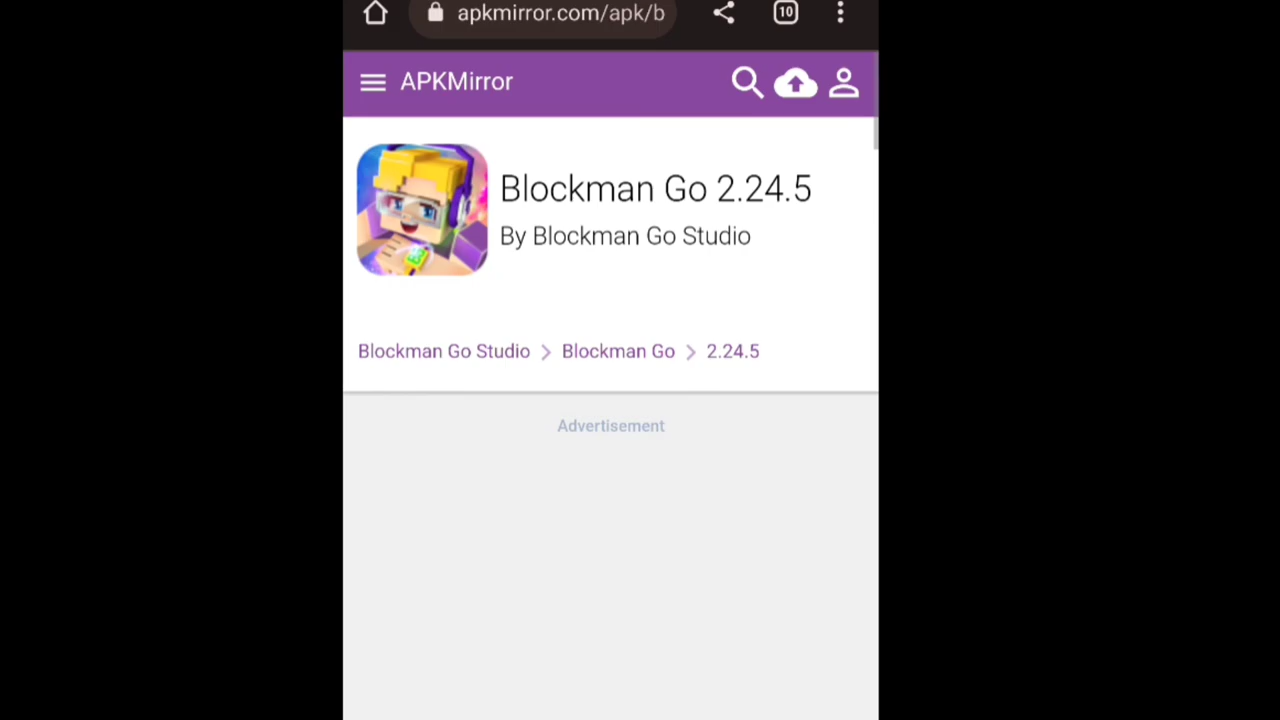 apkmirror.com/apk/b
10
APKMirror
Blockman Go 2.24.5
By Blockman Go Studio
Blockman Go Studio > Blockman Go > 2.24.5
Advertisement